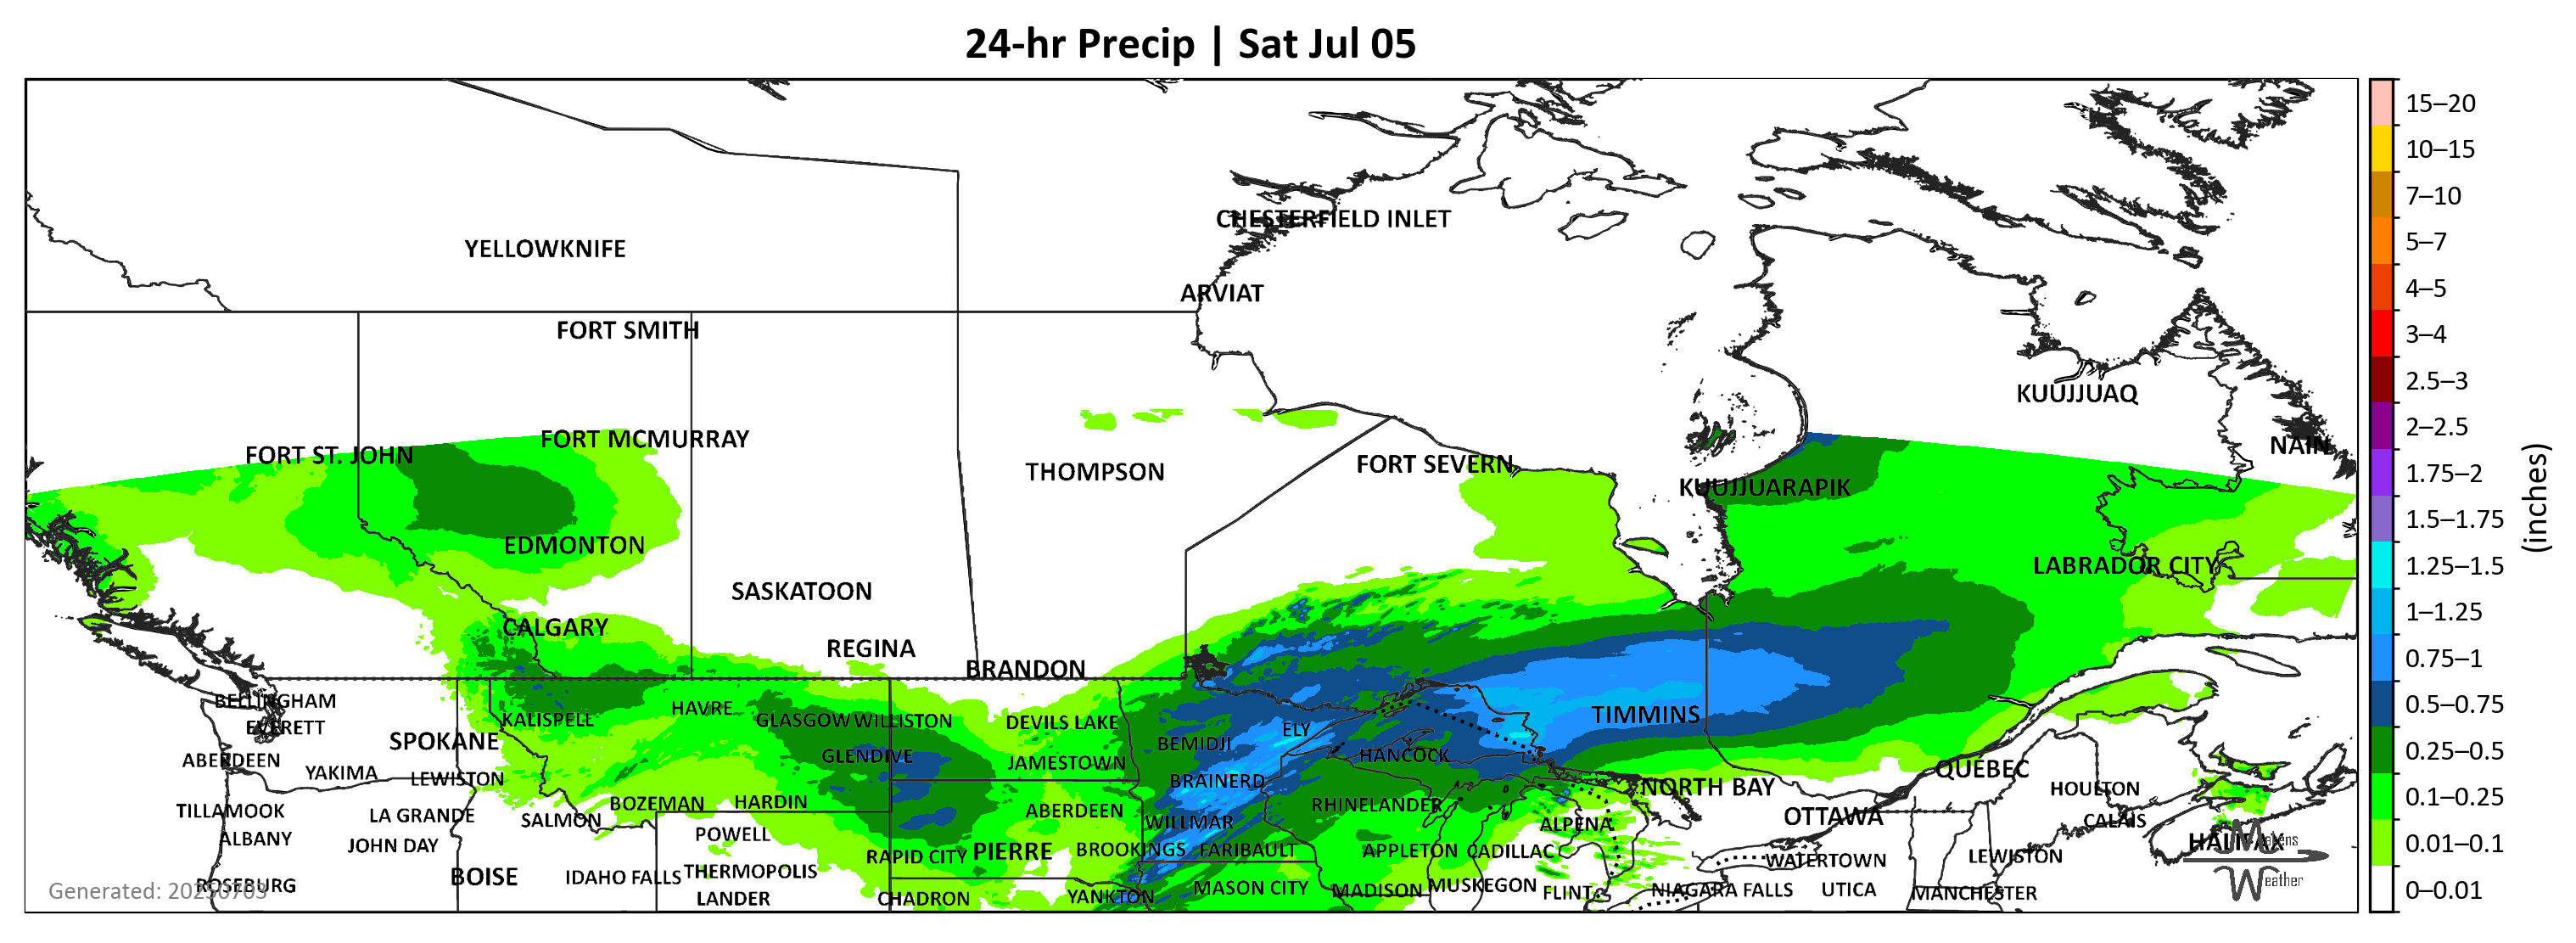 24-hr Precip | Sat Jul 05
CHESTERFIELD INLET
YELLOWKNIFE
ARVIAT
FORT SMITH
KUUJJUAQ
FORT MCMURRAY
NAIN
FORT ST. JOHN
FORT SEVERN
THOMPSON
KUUJJUARAPIK
EDMONTON
LABRADOR CITY
SASKATOON
CALGARY
REGINA
BRANDON
BELLINGHAM
HAVRE
TIMMINS
KALISPELL
GLASGOW
WILLISTON
DEVILS LAKE
EVERETT
ELY
SPOKANE
BEMIDJI
GLENDIVE
HANCOCK
ABERDEEN
JAMESTOWN
QUEBEC
YAKIMA
LEWISTON
BRAINERD
NORTH BAY
HOULTON
BOZEMAN
HARDIN
RHINELANDER
TILLAMOOK
ABERDEEN
LA GRANDE
OTTAWA
SALMON
WILLMAR
CALAIS
ALPENA
POWELL
ALBANY
HALIFAX
JOHN DAY
PIERRE
BROOKINGS
FARIBAULT
APPLETON
CADILLAC
RAPID CITY
LEWISTON
WATERTOWN
THERMOPOLIS
BOISE
IDAHO FALLS
ROSEBURG
MUSKEGON
MASON CITY
MADISON
NIAGARA FALLS
UTICA
FLINT
MANCHESTER
LANDER
CHADRON
YANKTON
Generated: 20250703
Weather
15–20
10–15
7–10
5–7
4–5
3–4
2.5–3
2–2.5
1.75–2
1.5–1.75
1.25–1.5
1–1.25
0.75–1
0.5–0.75
0.25–0.5
0.1–0.25
0.01–0.1
0–0.01
(inches)